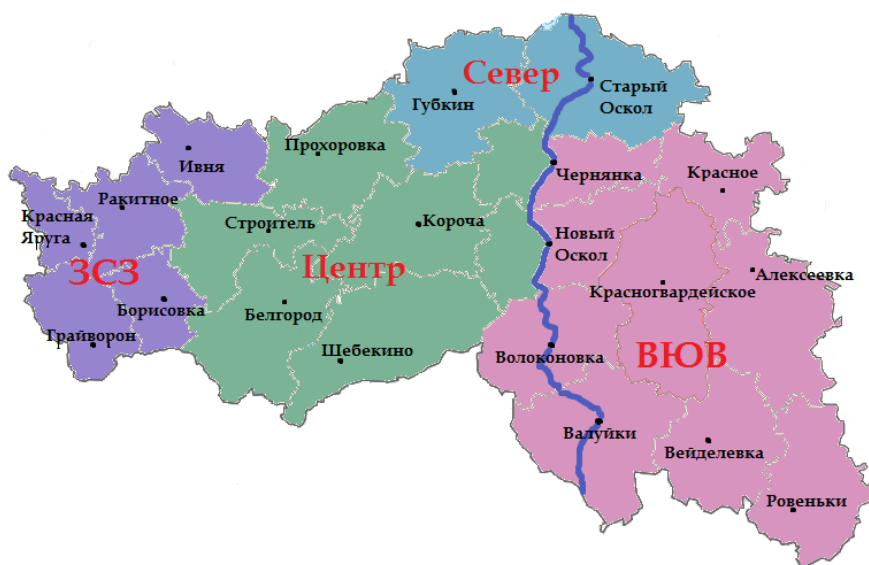 Север
Губкин
Старый
Оскол
Прохоровка
Ивня
Чернянка
Красное
Ракитное
Красная
Яруга
Строитель
Короча
Новый
Оскол
ЗСЗ
Центр
Алексеевка
Борисовка
Белгород
Красногвардейское
Грайворон
Шебекино
Волоконовка
ВЮВ
Валуйки
Вейделевка
Ровеньки